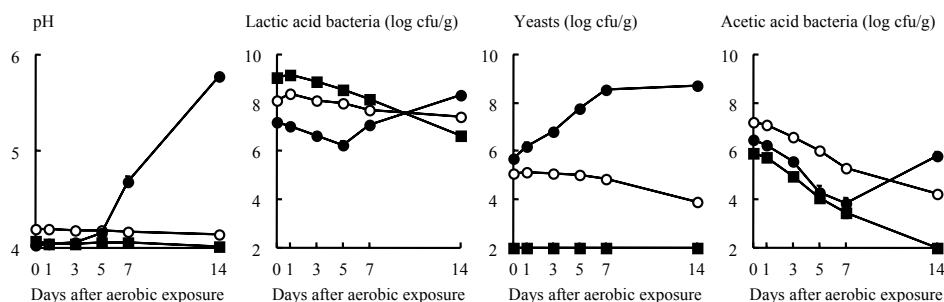 pH
6
5
4
0 1 3 5 7 14
Days after aerobic exposure
Lactic acid bacteria (log cfu/g)
10
8
6
4
2
0 1 3 5 7 14
Days after aerobic exposure
Yeasts (log cfu/g)
10
8
6
4
2
0 1 3 5 7 14
Days after aerobic exposure
Acetic acid bacteria (log cfu/g)
10
8
6
4
2
0 1 3 5 7 14
Days after aerobic exposure